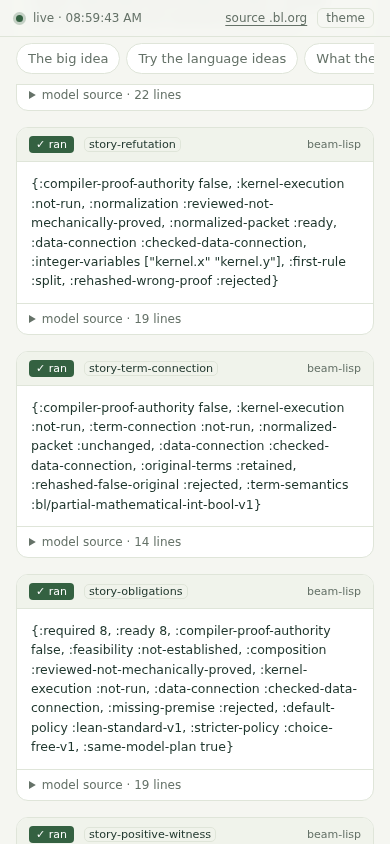 live · 08:59:43 AM
source .bl.org
theme
The big idea
Try the language ideas
What the
▶ model source · 22 lines
✓ ran
story-refutation
beam-lisp
{:compiler-proof-authority false, :kernel-execution
:not-run, :normalization :reviewed-not-
mechanically-proved, :normalized-packet :ready,
:data-connection :checked-data-connection,
:integer-variables ["kernel.x" "kernel.y"], :first-rule
:split, :rehashed-wrong-proof :rejected}
▶ model source · 19 lines
✓ ran
story-term-connection
beam-lisp
{:compiler-proof-authority false, :kernel-execution
:not-run, :term-connection :not-run, :normalized-
packet :unchanged, :data-connection :checked-
data-connection, :original-terms :retained,
:rehashed-false-original :rejected, :term-semantics
:bl/partial-mathematical-int-bool-v1}
▶ model source · 14 lines
✓ ran
story-obligations
beam-lisp
{:required 8, :ready 8, :compiler-proof-authority
false, :feasibility :not-established, :composition
:reviewed-not-mechanically-proved, :kernel-
execution :not-run, :data-connection :checked-data-
connection, :missing-premise :rejected, :default-
policy :lean-standard-v1, :stricter-policy :choice-
free-v1, :same-model-plan true}
▶ model source · 19 lines
✓ ran
story-positive-witness
beam-lisp